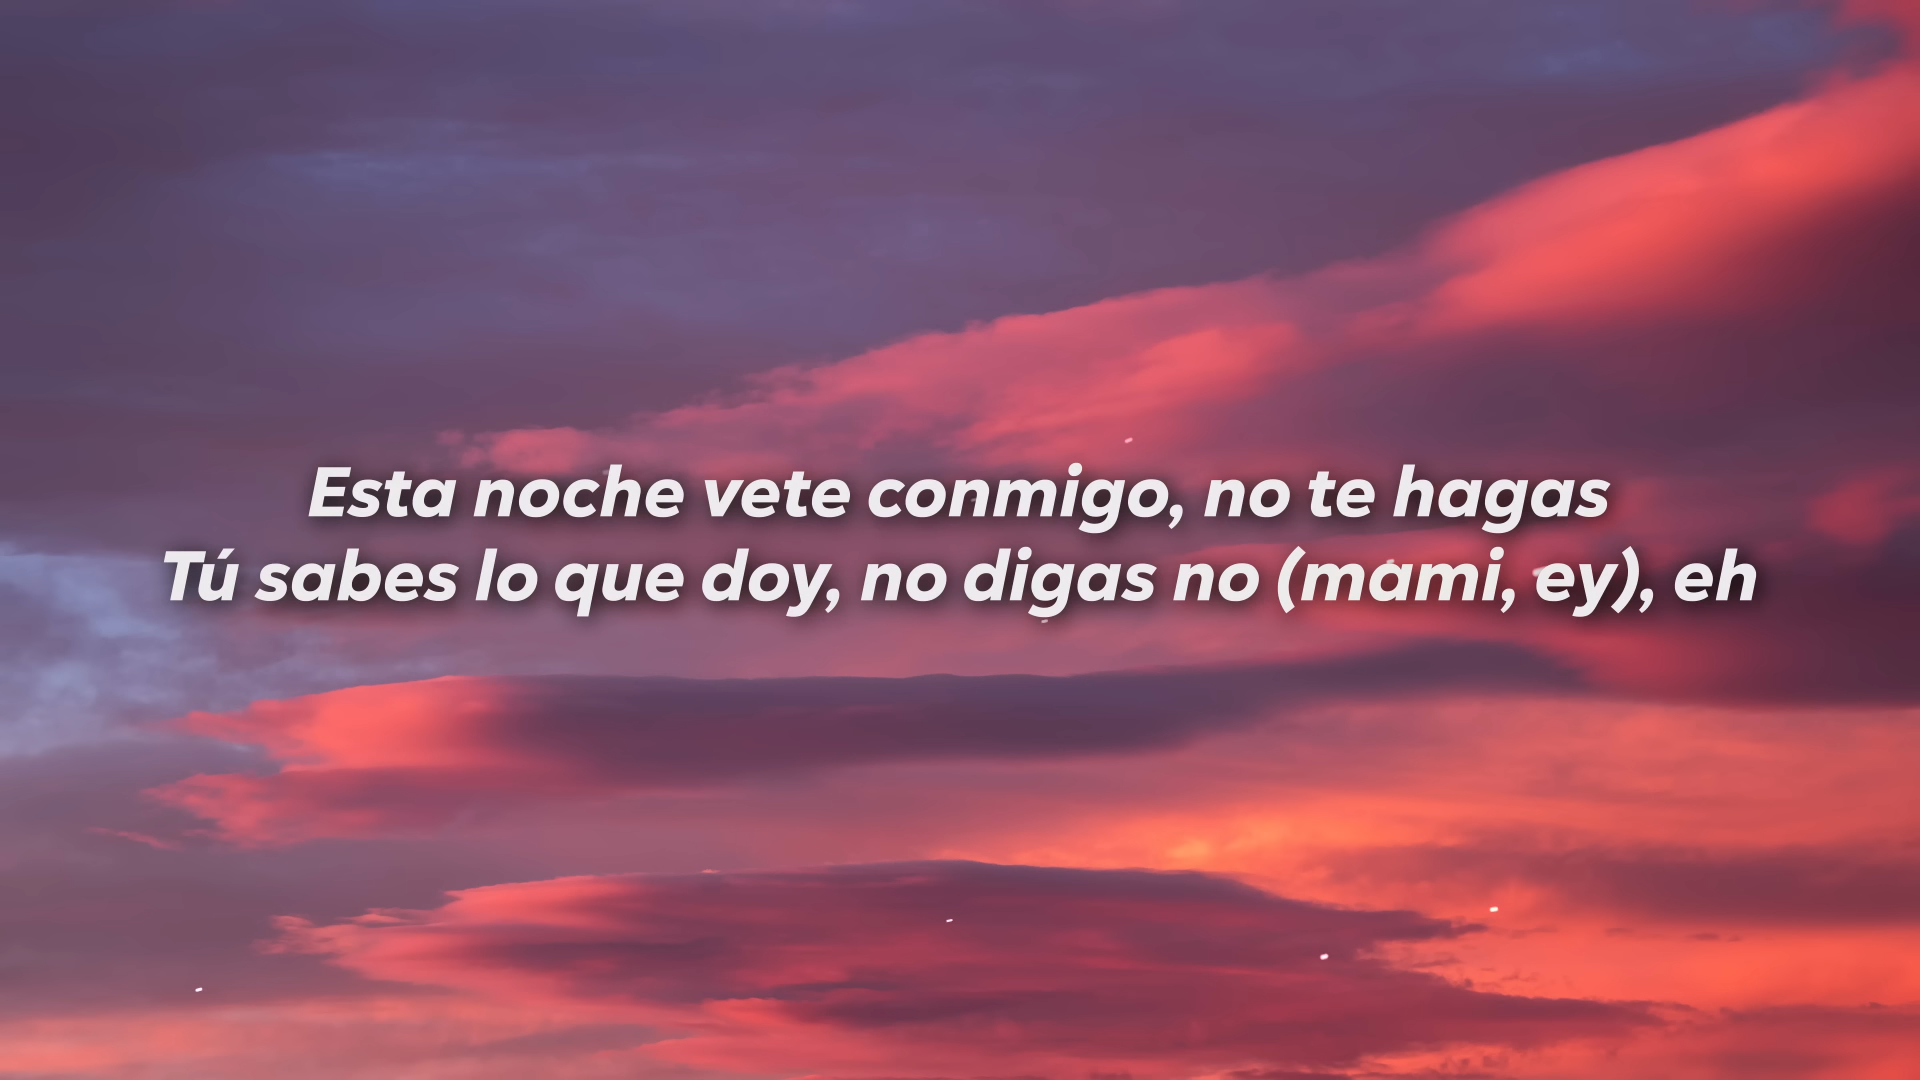 Esta noche vete conmigo, no te hagas
Tú sabes lo que doy, no digas no (mami, ey), eh